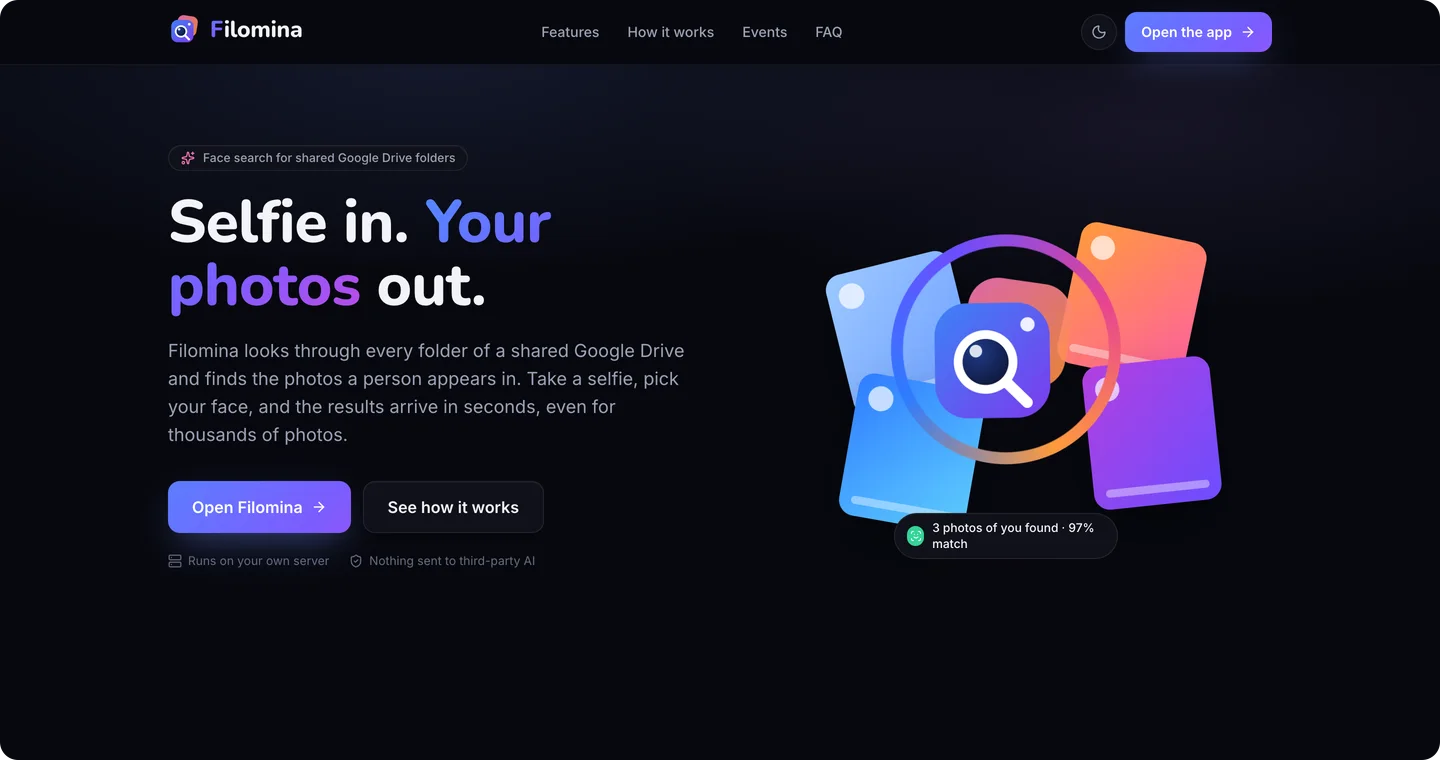 Filomina
Features
How it works
Events
FAQ
Open the app
Face search for shared Google Drive folders
Selfie in. Your
photos out.
Filomina looks through every folder of a shared Google Drive
and finds the photos a person appears in. Take a selfie, pick
your face, and the results arrive in seconds, even for
thousands of photos.
Open Filomina
See how it works
Runs on your own server
Nothing sent to third-party AI
3 photos of you found · 97%
match